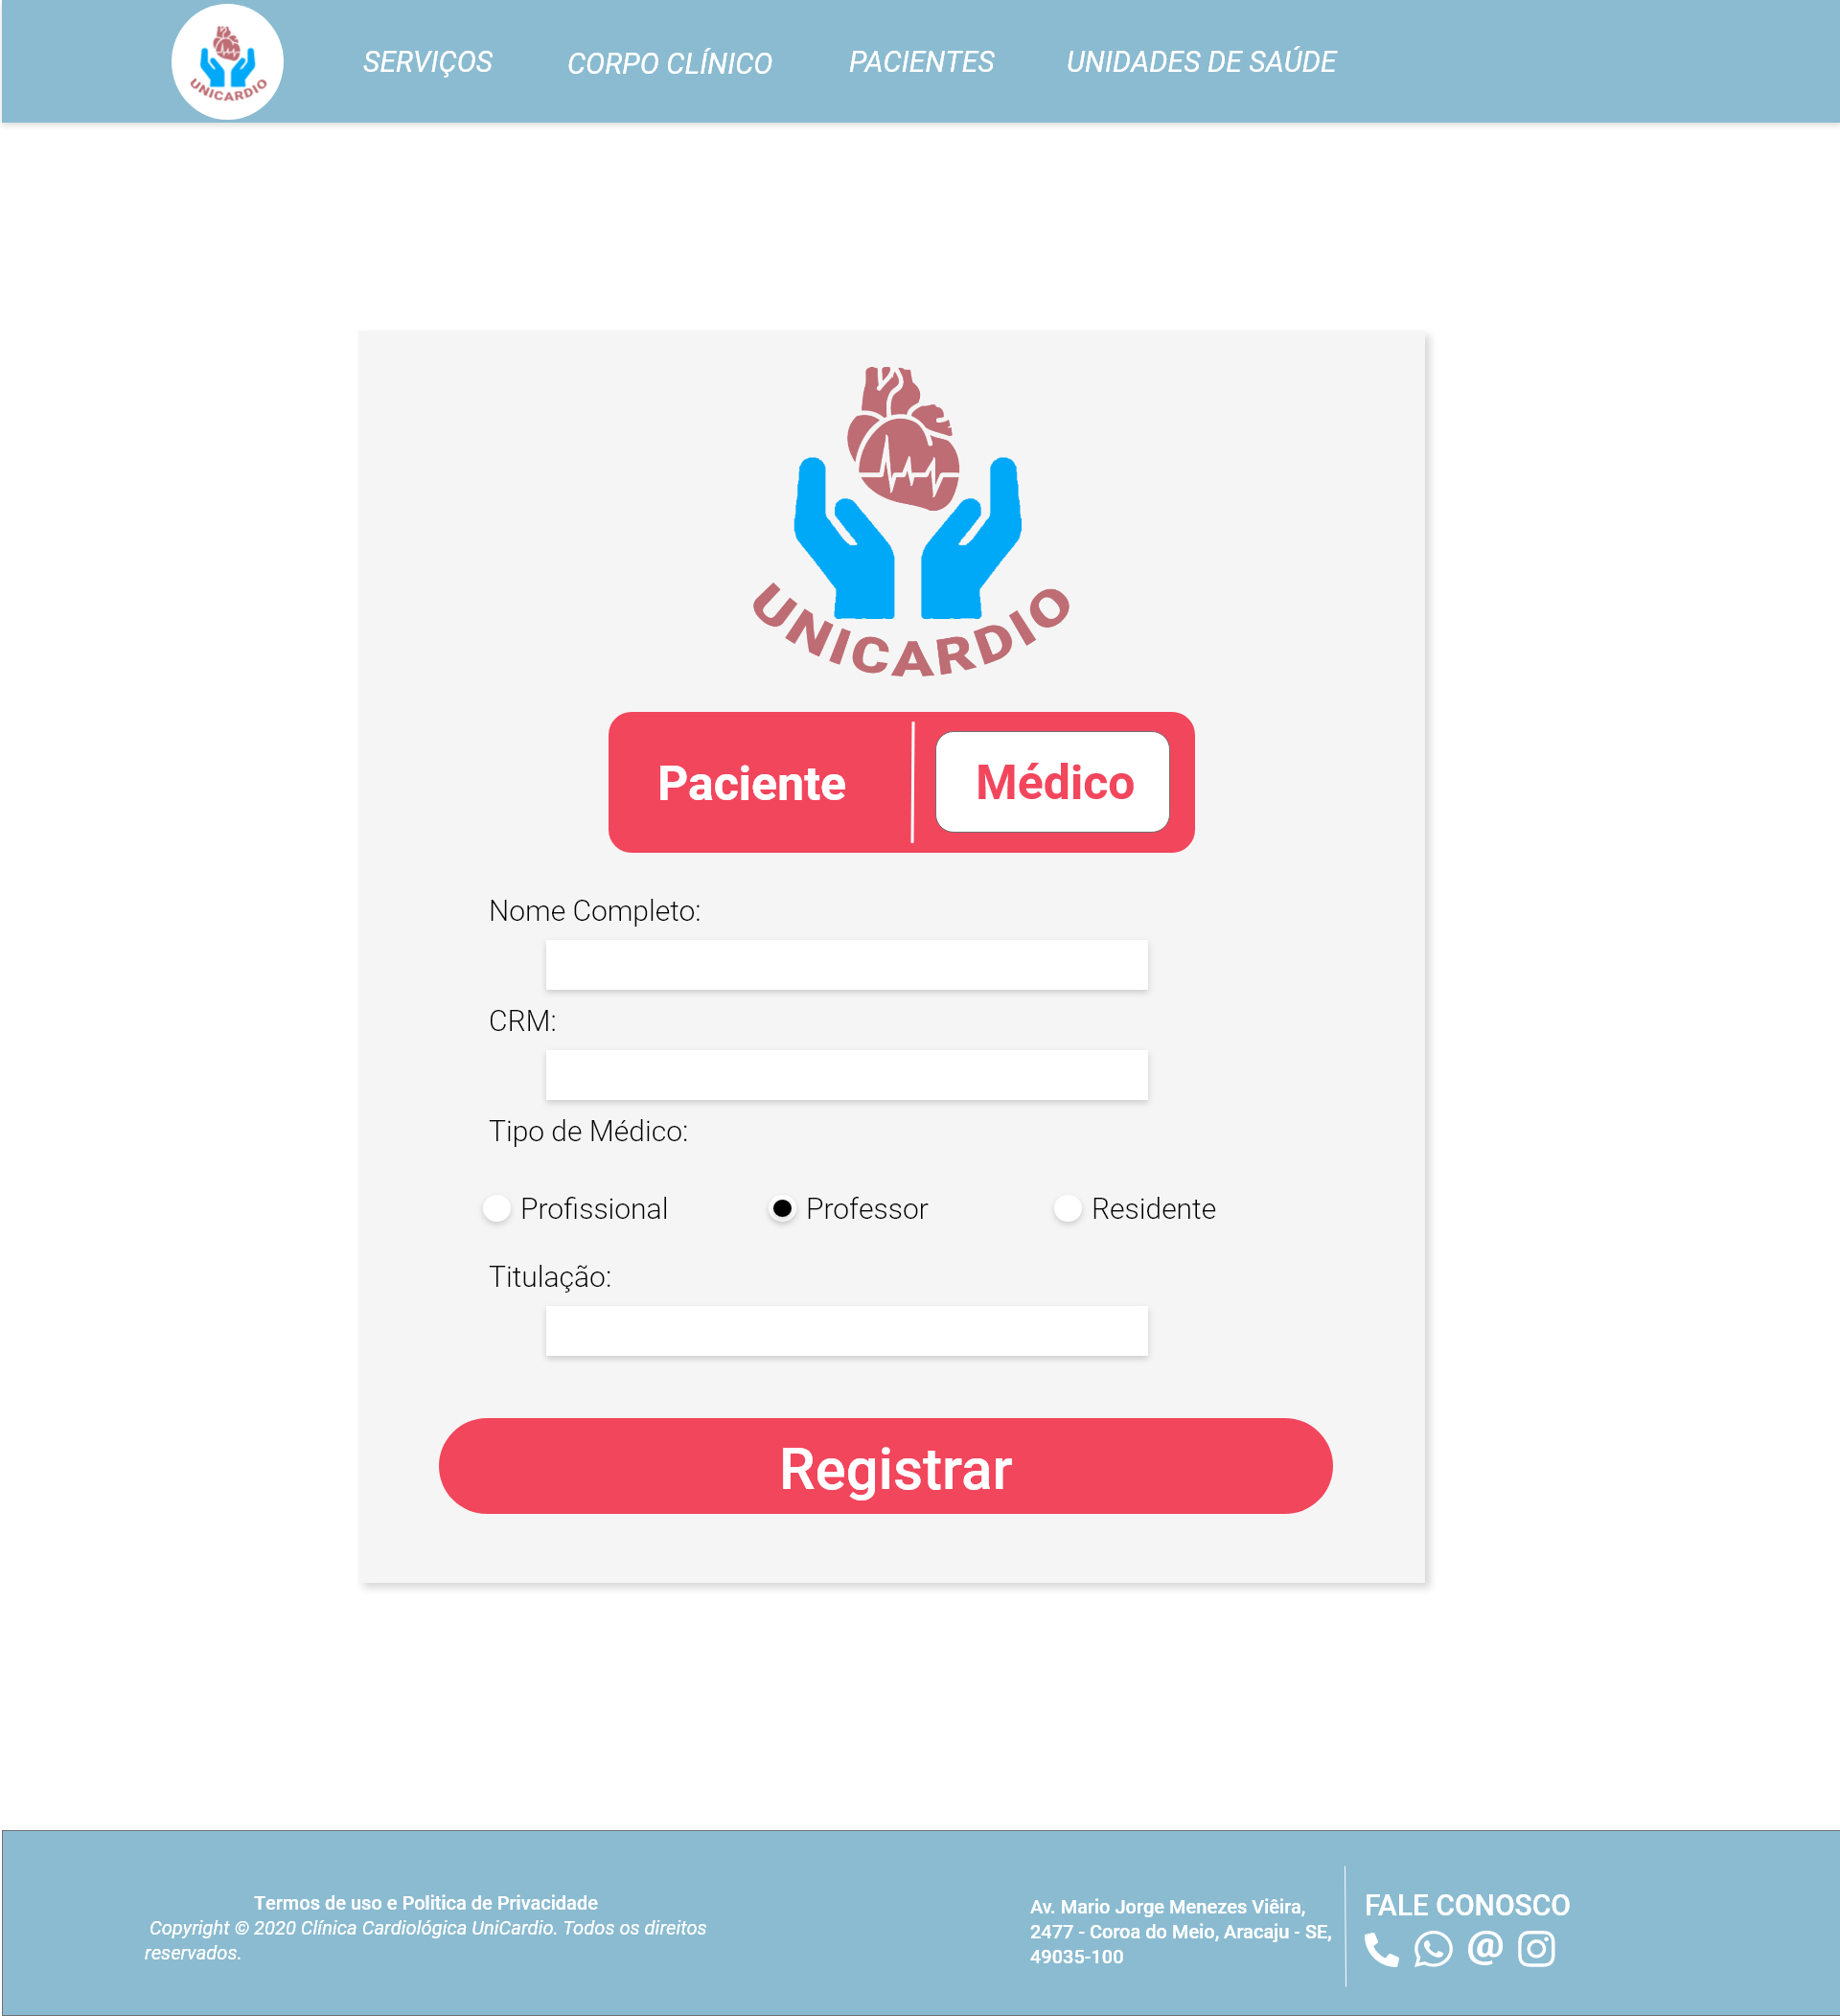 UNICARDIO
SERVIÇOS
CORPO CLÍNICO
PACIENTES
UNIDADES DE SAÚDE
UNICARDIO
Paciente
Médico
Nome Completo:
CRM:
Tipo de Médico:
Profissional
Professor
Residente
Titulação:
Registrar
Termos de uso e Politica de Privacidade
Copyright © 2020 Clínica Cardiológica UniCardio. Todos os direitos
reservados.
Av. Mario Jorge Menezes Viêira,
2477 - Coroa do Meio, Aracaju - SE,
49035-100
FALE CONOSCO
@